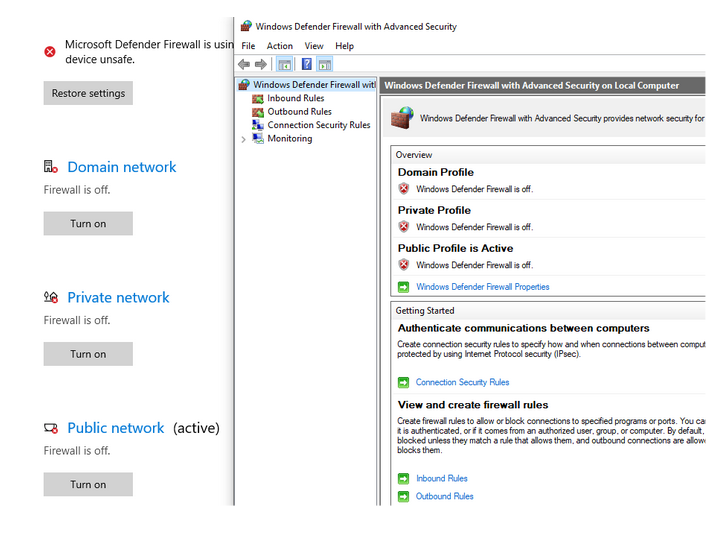 Microsoft Defender Firewall is usin
device unsafe.
Restore settings
Domain network
Firewall is off.
Turn on
Private network
Firewall is off.
Turn on
Public network (active)
Firewall is off.
Turn on
Windows Defender Firewall with Advanced Security
File Action View Help
Windows Defender Firewall witl
Inbound Rules
Outbound Rules
Connection Security Rules
Monitoring
Windows Defender Firewall with Advanced Security on Local Computer
Windows Defender Firewall with Advanced Security provides network security for
Overview
Domain Profile
Windows Defender Firewall is off.
Private Profile
Windows Defender Firewall is off.
Public Profile is Active
Windows Defender Firewall is off.
Windows Defender Firewall Properties
Getting Started
Authenticate communications between computers
Create connection security rules to specify how and when connections between comput
protected by using Internet Protocol security (IPsec).
Connection Security Rules
View and create firewall rules
Create firewall rules to allow or block connections to specified programs or ports. You ca
it is authenticated, or if it comes from an authorized user, group, or computer. By default,
blocked unless they match a rule that allows them, and outbound connections are allow
blocks them.
Inbound Rules
Outbound Rules